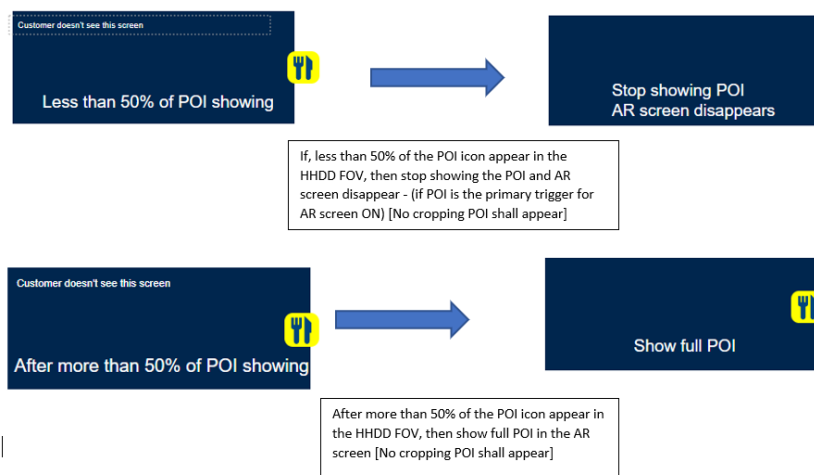 Customer doesn't see this screen
Less than 50% of POI showing
Stop showing POI
AR screen disappears
If, less than 50% of the POI icon appear in the
HHDD FOV, then stop showing the POI and AR
screen disappear - (if POI is the primary trigger for
AR screen ON) [No cropping POI shall appear]
Customer doesn't see this screen
After more than 50% of POI showing
Show full POI
After more than 50% of the POI icon appear in
the HHDD FOV, then show full POI in the AR
screen [No cropping POI shall appear]